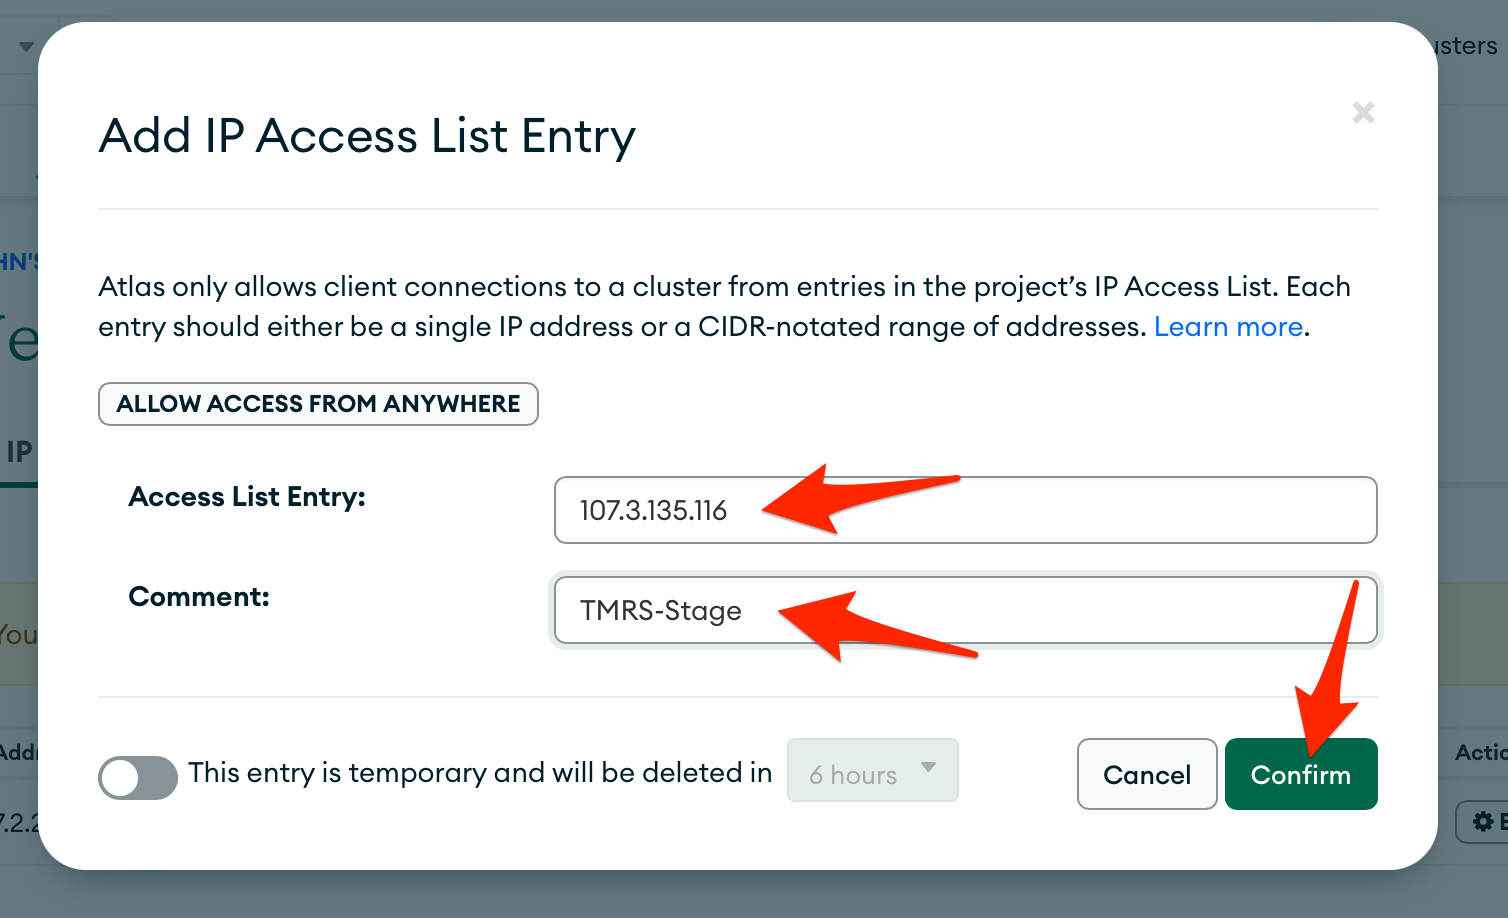 usters
Add IP Access List Entry
HN'S
Atlas only allows client connections to a cluster from entries in the project’s IP Access List. Each
entry should either be a single IP address or a CIDR-notated range of addresses. Learn more.
ALLOW ACCESS FROM ANYWHERE
IP
Access List Entry:
107.3.135.116
Comment:
TMRS-Stage
You
Addr
Actic
This entry is temporary and will be deleted in
6 hours
Cancel
Confirm
7.2.2